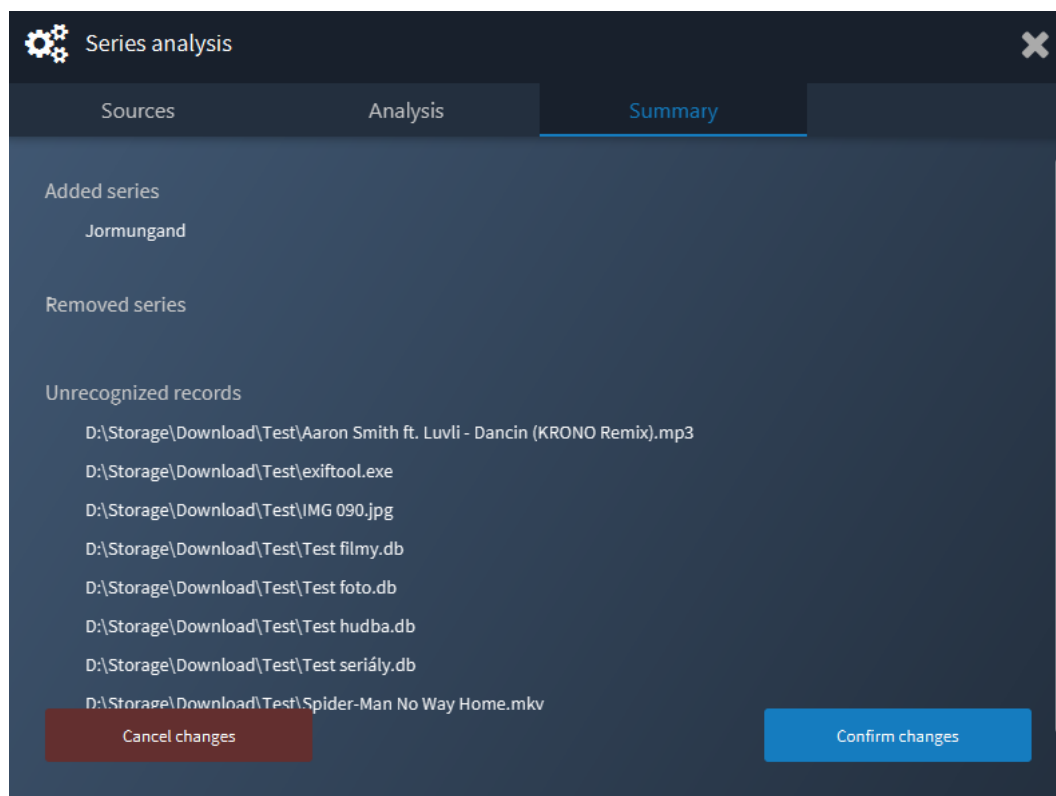 Series analysis
Sources Analysis Summary
Added series
Jormungand
Removed series
Unrecognized records
D:\Storage\Download\Test\Aaron Smith ft. Luvli - Dancin (KRONO Remix).mp3
D:\Storage\Download\Test\exiftool.exe
D:\Storage\Download\Test\IMG 090.jpg
D:\Storage\Download\Test\Test filmy.db
D:\Storage\Download\Test\Test foto.db
D:\Storage\Download\Test\Test hudba.db
D:\Storage\Download\Test\Test seriály.db
D:\Storage\Download\Test\Spider-Man No Way Home.mkv
Cancel changes Confirm changes